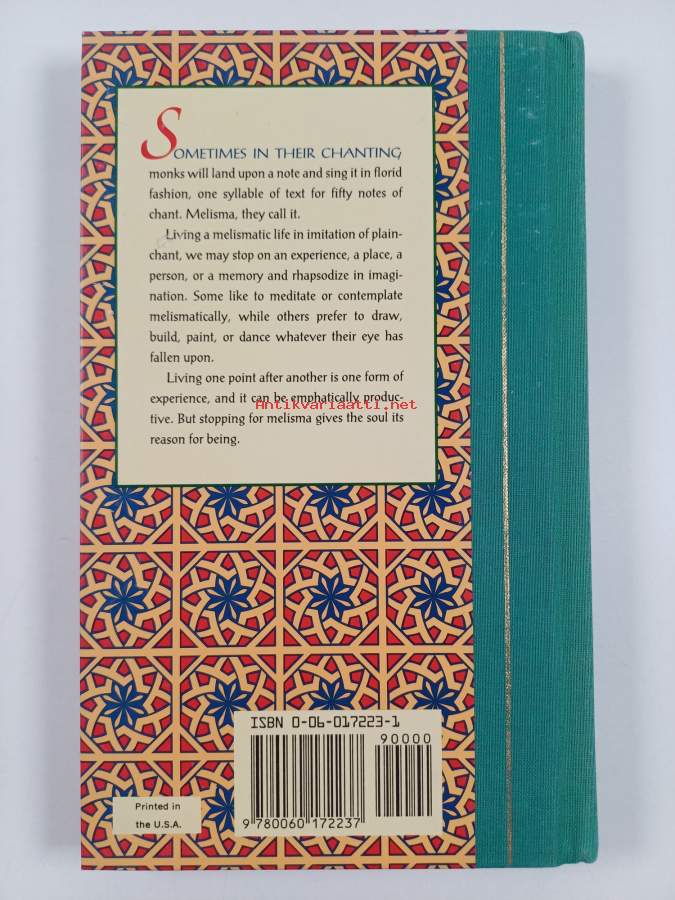 SOMETIMES IN THEIR CHANTING
monks will land upon a note and sing it in florid
fashion, one syllable of text for fifty notes of
chant. Melisma, they call it.
Living a melismatic life in imitation of plain-
chant, we may stop on an experience, a place, a
person, or a memory and rhapsodize in imagi-
nation. Some like to meditate or contemplate
melismatically, while others prefer to draw,
build, paint, or dance whatever their eye has
fallen upon.
Living one point after another is one form of
experience, and it can be emphatically produc-
Antikvariaatti.net
tive. But stopping for melisma gives the soul its
reason for being.
ISBN 0-06-017223-1
90000
9 780060 172237
Printed in
the U.S.A.